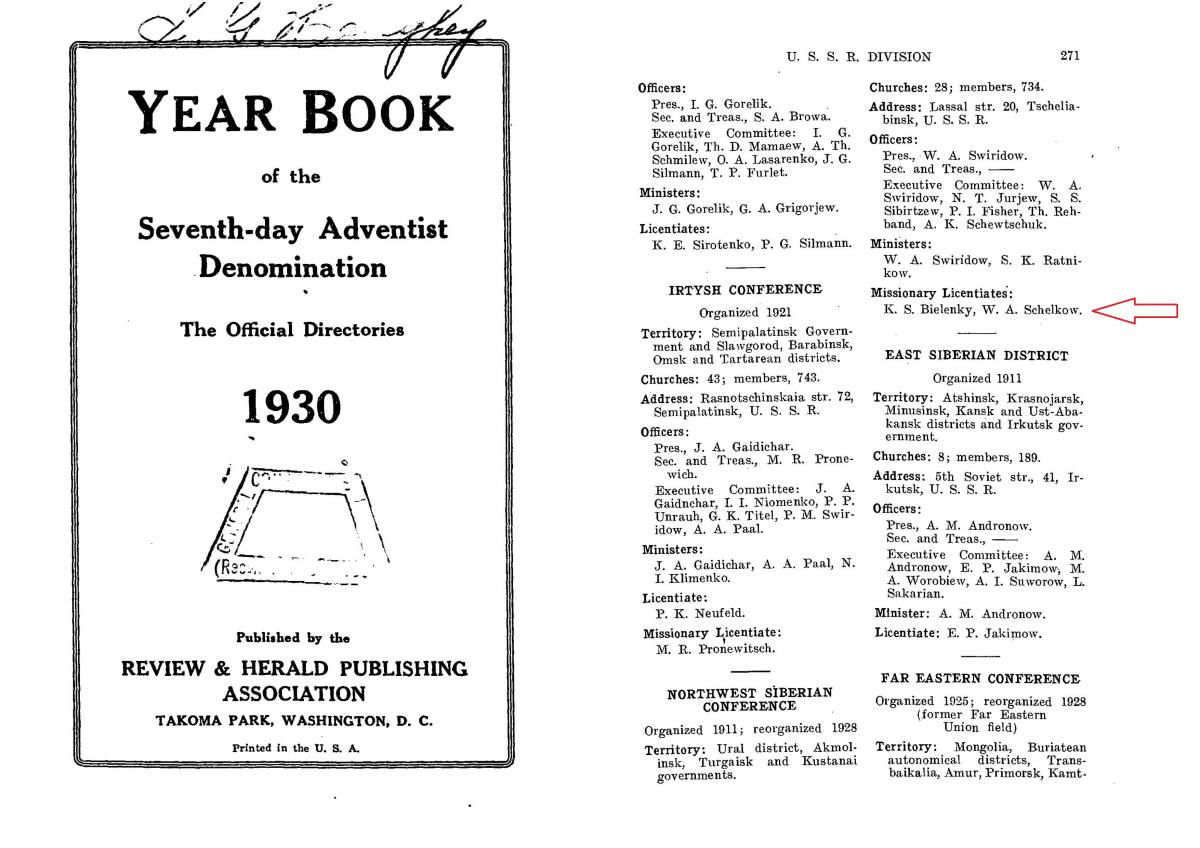 YEAR BOOK
of the
Seventh-day Adventist
Denomination
The Official Directories
1930
Published by the
REVIEW & HERALD PUBLISHING
ASSOCIATION
TAKOMA PARK, WASHINGTON, D. C.
Printed in the U. S. A.
U. S. S. R. DIVISION 271
Officers:
Pres., I. G. Gorelik.
Sec. and Treas., S. A. Browa.
Executive Committee: I. G.
Gorelik, Th. D. Mamaew, A. Th.
Schmilew, O. A. Lasarenko, J. G.
Silmann, T. P. Furlet.
Ministers:
J. G. Gorelik, G. A. Grigorjew.
Licentiates:
K. E. Sirotenko, P. G. Silmann.
IRTYSH CONFERENCE
Organized 1921
Territory: Semipalatinsk Govern-
ment and Slawgorod, Barabinsk,
Omsk and Tartarean districts.
Churches: 43; members, 743.
Address: Rasnotschinskaia str. 72,
Semipalatinsk, U. S. S. R.
Officers:
Pres., J. A. Gaidichar.
Sec. and Treas., M. R. Prone-
wich.
Executive Committee: J. A.
Gaidnchar, I. I. Niomenko, P. P.
Unrauh, G. K. Titel, P. M. Swir-
idow, A. A. Paal.
Ministers:
J. A. Gaidichar, A. A. Paal, N.
I. Klimenko.
Licentiate:
P. K. Neufeld.
Missionary Licentiate:
M. R. Pronewitsch.
NORTHWEST SIBERIAN
CONFERENCE
Organized 1911; reorganized 1928
Territory: Ural district, Akmol-
insk, Turgaisk and Kustanai
governments.
Churches: 28; members, 734.
Address: Lassal str. 20, Tschelia-
binsk, U. S. S. R.
Officers:
Pres., W. A. Swiridow.
Sec. and Treas., ——
Executive Committee: W. A.
Swiridow, N. T. Jurjew, S. S.
Sibirtzew, P. I. Fisher, Th. Reh-
band, A. K. Schewtschuk.
Ministers:
W. A. Swiridow, S. K. Ratni-
kow.
Missionary Licentiates:
K. S. Bielenky, W. A. Schelkow.
EAST SIBERIAN DISTRICT
Organized 1911
Territory: Atshinsk, Krasnojarsk,
Minusinsk, Kansk and Ust-Aba-
kansk districts and Irkutsk gov-
ernment.
Churches: 8; members, 189.
Address: 5th Soviet str., 41, Ir-
kutsk, U. S. S. R.
Officers:
Pres., A. M. Andronow.
Sec. and Treas., ——
Executive Committee: A. M.
Andronow, E. P. Jakimow, M.
A. Worobiew, A. I. Suworow, L.
Sakarian.
Minister: A. M. Andronow.
Licentiate: E. P. Jakimow.
FAR EASTERN CONFERENCE
Organized 1925; reorganized 1928
(former Far Eastern
Union field)
Territory: Mongolia, Buriatean
autonomical districts, Trans-
baikalia, Amur, Primorsk, Kamt-